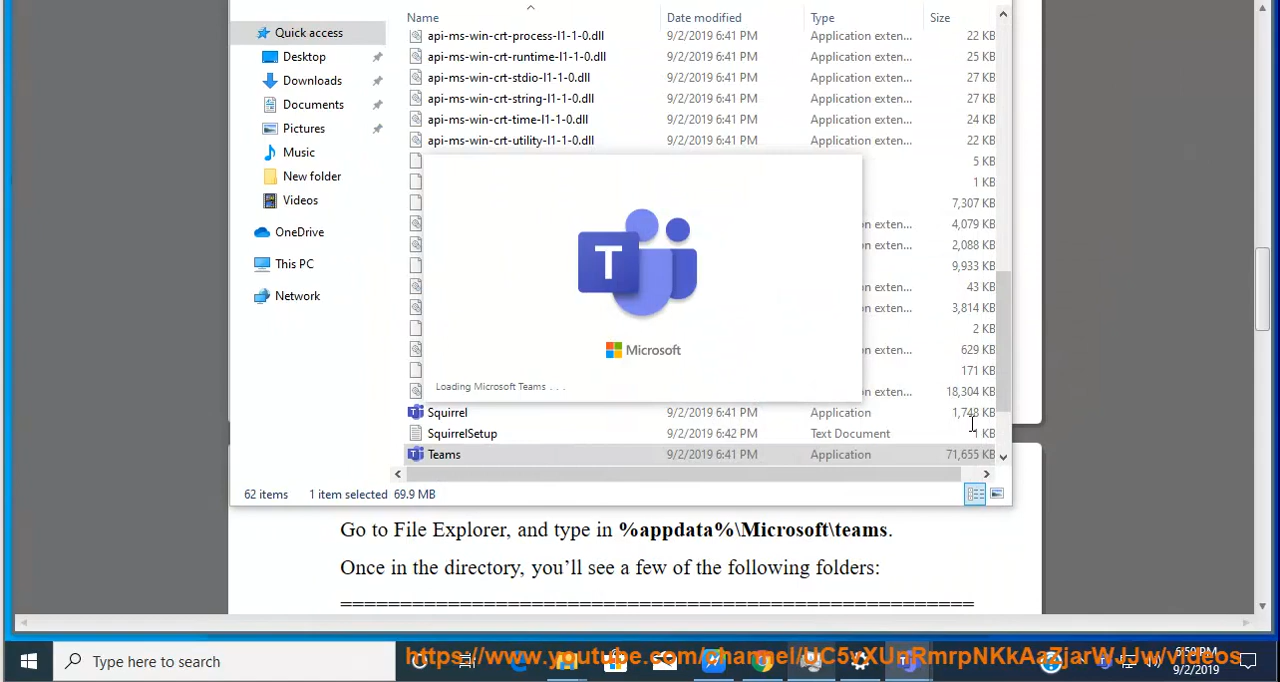 Name Date modified Type Size
Quick access
Desktop
Downloads
Documents
Pictures
Music
New folder
Videos
OneDrive
This PC
Network
api-ms-win-crt-process-l1-1-0.dll 9/2/2019 6:41 PM Application exten... 22 KB
api-ms-win-crt-runtime-l1-1-0.dll 9/2/2019 6:41 PM Application exten... 25 KB
api-ms-win-crt-stdio-l1-1-0.dll 9/2/2019 6:41 PM Application exten... 27 KB
api-ms-win-crt-string-l1-1-0.dll 9/2/2019 6:41 PM Application exten... 27 KB
api-ms-win-crt-time-l1-1-0.dll 9/2/2019 6:41 PM Application exten... 24 KB
api-ms-win-crt-utility-l1-1-0.dll 9/2/2019 6:41 PM Application exten... 22 KB
5 KB
1 KB
7,307 KB
n exten... 4,079 KB
n exten... 2,088 KB
9,933 KB
n exten... 43 KB
n exten... 3,814 KB
2 KB
n exten... 629 KB
171 KB
n exten... 18,304 KB
T
Microsoft
Loading Microsoft Teams . . .
Squirrel 9/2/2019 6:41 PM Application 1,748 KB
SquirrelSetup 9/2/2019 6:42 PM Text Document 1 KB
Teams 9/2/2019 6:41 PM Application 71,655 KB
62 items 1 item selected 69.9 MB
Go to File Explorer, and type in %appdata%\Microsoft\teams.
Once in the directory, you’ll see a few of the following folders:
=====================================================
Type here to search
9/2/2019